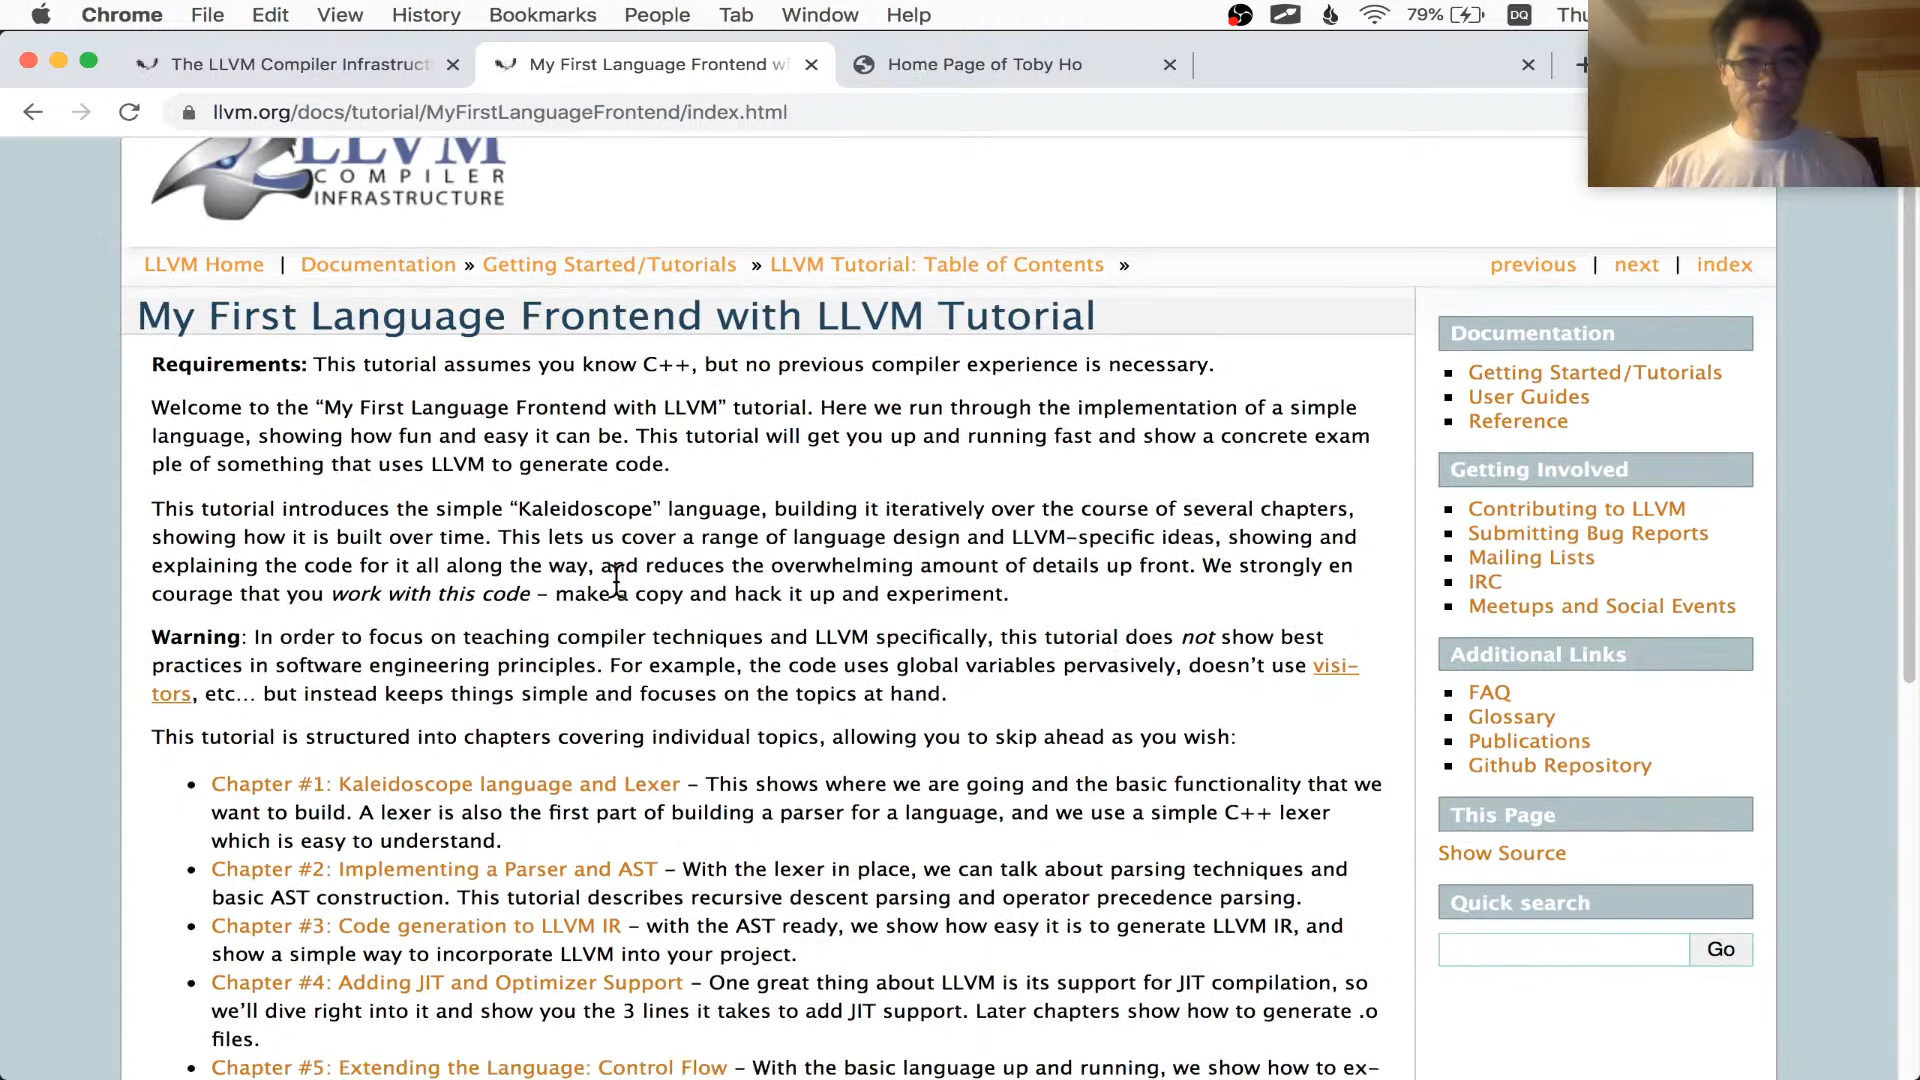 Chrome File Edit View History Bookmarks People Tab Window Help 79% DQ Thu
The LLVM Compiler Infrastruct My First Language Frontend wi Home Page of Toby Ho
llvm.org/docs/tutorial/MyFirstLanguageFrontend/index.html
LLVM
COMPILER
INFRASTRUCTURE
LLVM Home | Documentation » Getting Started/Tutorials » LLVM Tutorial: Table of Contents » previous | next | index
My First Language Frontend with LLVM Tutorial
Requirements: This tutorial assumes you know C++, but no previous compiler experience is necessary.
Welcome to the “My First Language Frontend with LLVM” tutorial. Here we run through the implementation of a simple
language, showing how fun and easy it can be. This tutorial will get you up and running fast and show a concrete exam
ple of something that uses LLVM to generate code.
This tutorial introduces the simple “Kaleidoscope” language, building it iteratively over the course of several chapters,
showing how it is built over time. This lets us cover a range of language design and LLVM-specific ideas, showing and
explaining the code for it all along the way, and reduces the overwhelming amount of details up front. We strongly en
courage that you work with this code – make a copy and hack it up and experiment.
Warning: In order to focus on teaching compiler techniques and LLVM specifically, this tutorial does not show best
practices in software engineering principles. For example, the code uses global variables pervasively, doesn’t use visi-
tors, etc… but instead keeps things simple and focuses on the topics at hand.
This tutorial is structured into chapters covering individual topics, allowing you to skip ahead as you wish:
• Chapter #1: Kaleidoscope language and Lexer – This shows where we are going and the basic functionality that we
want to build. A lexer is also the first part of building a parser for a language, and we use a simple C++ lexer
which is easy to understand.
• Chapter #2: Implementing a Parser and AST – With the lexer in place, we can talk about parsing techniques and
basic AST construction. This tutorial describes recursive descent parsing and operator precedence parsing.
• Chapter #3: Code generation to LLVM IR – with the AST ready, we show how easy it is to generate LLVM IR, and
show a simple way to incorporate LLVM into your project.
• Chapter #4: Adding JIT and Optimizer Support – One great thing about LLVM is its support for JIT compilation, so
we’ll dive right into it and show you the 3 lines it takes to add JIT support. Later chapters show how to generate .o
files.
• Chapter #5: Extending the Language: Control Flow – With the basic language up and running, we show how to ex-
Documentation
Getting Started/Tutorials
User Guides
Reference
Getting Involved
Contributing to LLVM
Submitting Bug Reports
Mailing Lists
IRC
Meetups and Social Events
Additional Links
FAQ
Glossary
Publications
Github Repository
This Page
Show Source
Quick search
Go